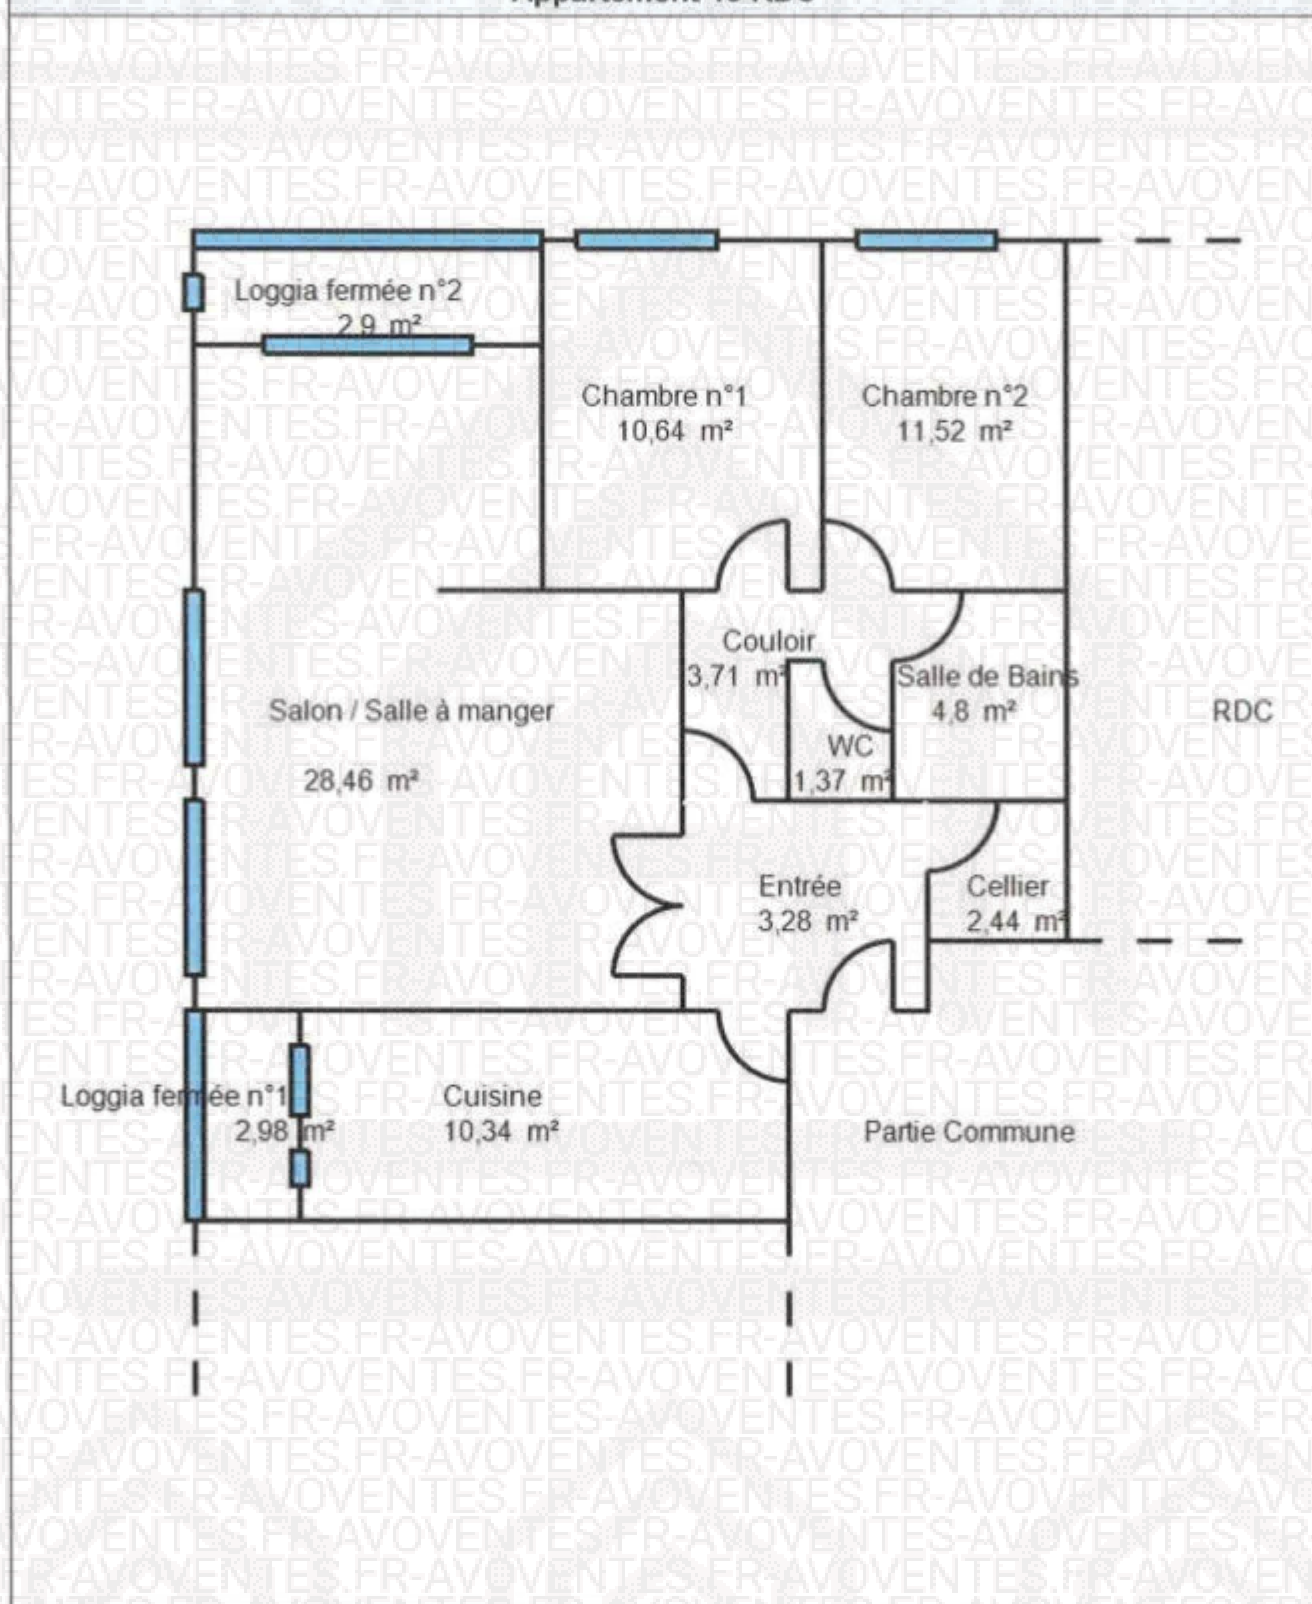 Loggia fermée n°2
2,9 m²
Chambre n°1
10,64 m²
Chambre n°2
11,52 m²
Couloir
3,71 m²
Salle de Bains
4,8 m²
WC
1,37 m²
Salon / Salle à manger
28,46 m²
RDC
Entrée
3,28 m²
Cellier
2,44 m²
Loggia fermée n°1
2,98 m²
Cuisine
10,34 m²
Partie Commune
AVOVENTES.FR